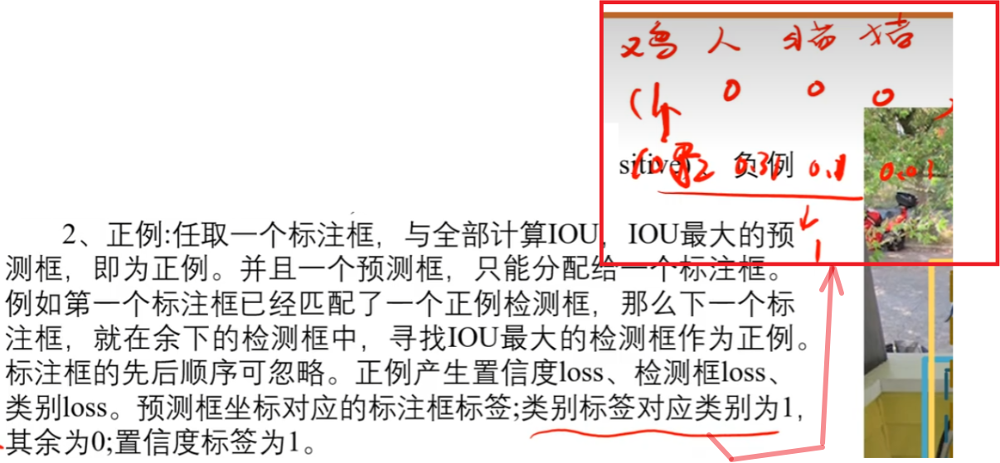 鸡 人 猫 猪
(1 0 0 0 )
sitive)、负例
0.31 0.1 0.01
1
2、正例:任取一个标注框，与全部计算IOU，IOU最大的预
测框，即为正例。并且一个预测框，只能分配给一个标注框。
例如第一个标注框已经匹配了一个正例检测框，那么下一个标
注框，就在余下的检测框中，寻找IOU最大的检测框作为正例。
标注框的先后顺序可忽略。正例产生置信度loss、检测框loss、
类别loss。预测框坐标对应的标注框标签;类别标签对应类别为1，
其余为0;置信度标签为1。